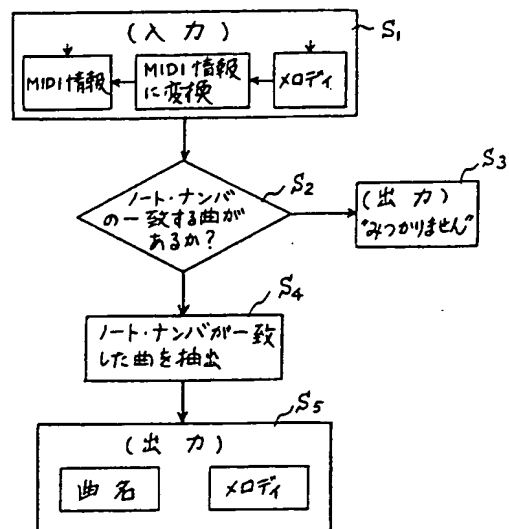 (入力)
S₁
MIDI情報
MIDI情報
に変換
メロディ
ノート・ナンバ
の一致する曲が
あるか?
S₂
S₃
(出力)
"みつかりません"
S₄
ノート・ナンバが一致
した曲を抽出
S₅
(出力)
曲名
メロディ